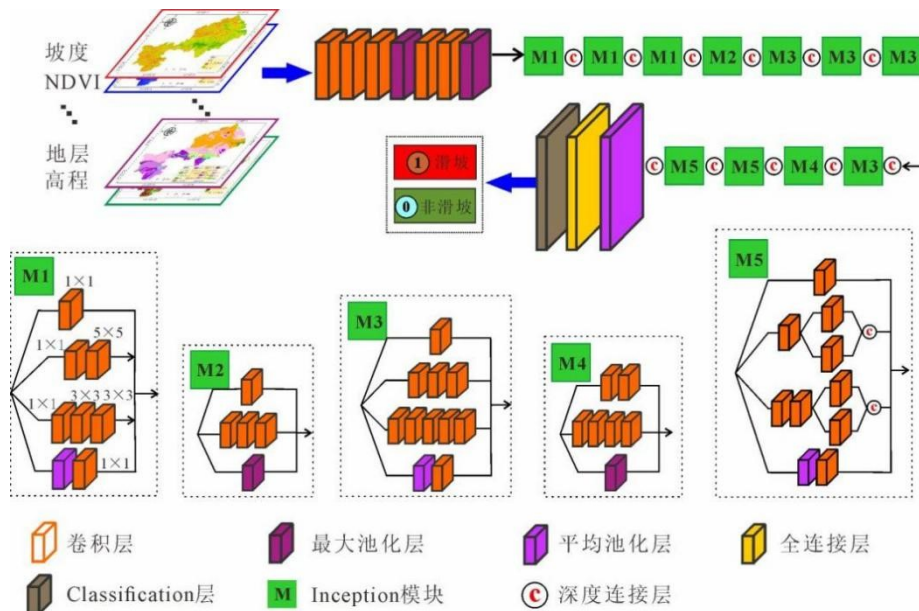 坡度
NDVI
地层
高程
M1 c M1 c M1 c M2 c M3 c M3 c M3
1 滑坡
0 非滑坡
c M5 c M5 c M4 c M3 c
M1
1×1
1×1 5×5
1×1 3×3 3×3
1×1
M2
M3
M4
M5
c
c
卷积层
最大池化层
平均池化层
全连接层
Classification层
M Inception模块
c 深度连接层